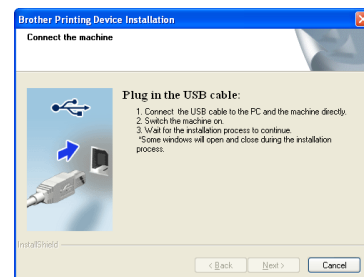 Brother Printing Device Installation
Connect the machine
Plug in the USB cable:
1. Connect the USB cable to the PC and the machine directly.
2. Switch the machine on.
3. Wait for the installation process to continue.
*Some windows will open and close during the installation
process.
InstallShield
< Back
Next >
Cancel